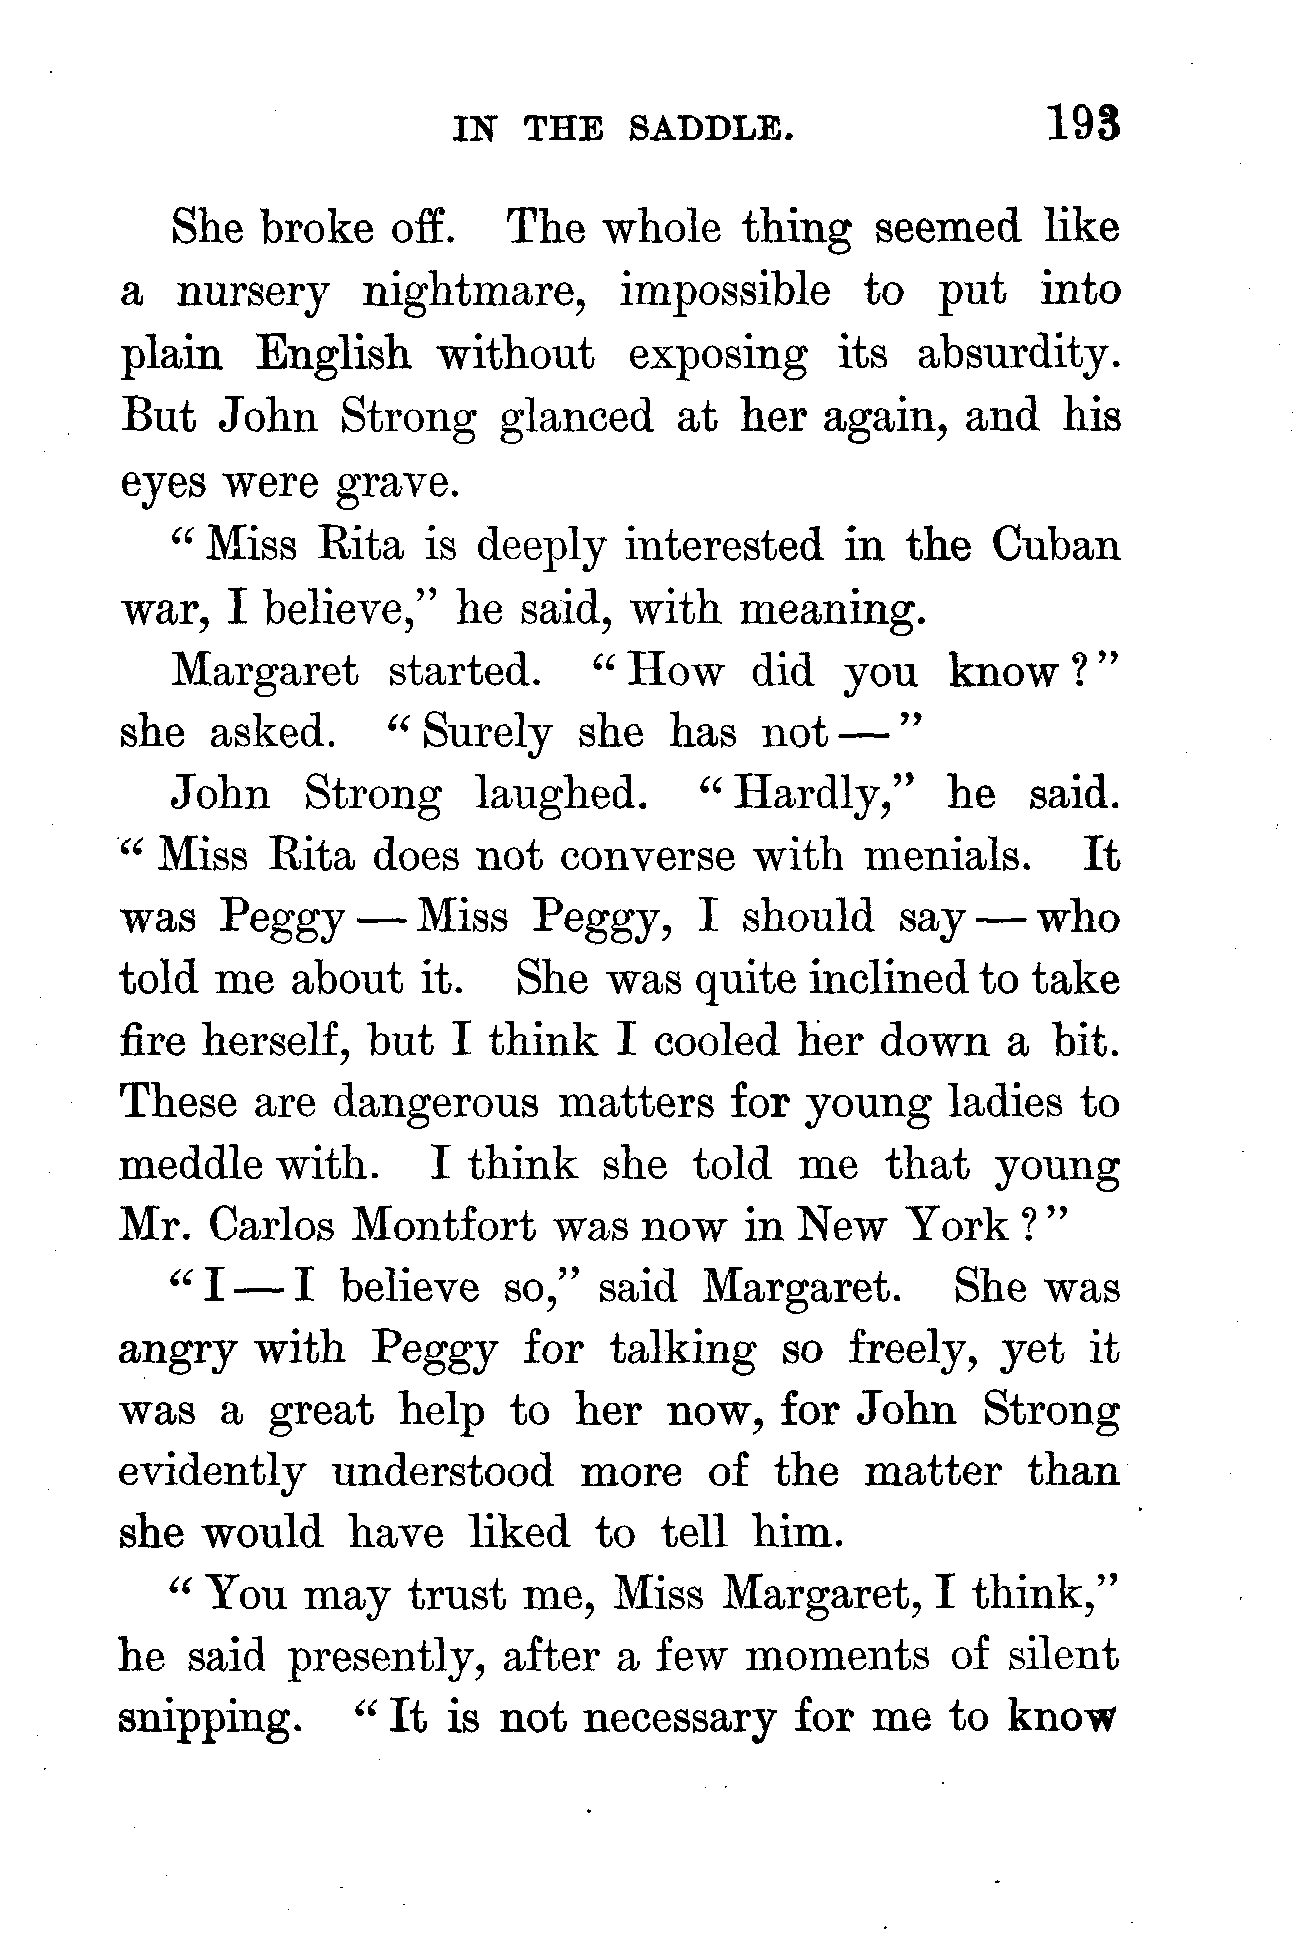 IN THE SADDLE. 193
She broke off. The whole thing seemed like
a nursery nightmare, impossible to put into
plain English without exposing its absurdity.
But John Strong glanced at her again, and his
eyes were grave.
“ Miss Rita is deeply interested in the Cuban
war, I believe,” he said, with meaning.
Margaret started. “ How did you know ? ”
she asked. “ Surely she has not — ”
John Strong laughed. “ Hardly,” he said.
“ Miss Rita does not converse with menials. It
was Peggy — Miss Peggy, I should say — who
told me about it. She was quite inclined to take
fire herself, but I think I cooled her down a bit.
These are dangerous matters for young ladies to
meddle with. I think she told me that young
Mr. Carlos Montfort was now in New York ? ”
“ I — I believe so,” said Margaret. She was
angry with Peggy for talking so freely, yet it
was a great help to her now, for John Strong
evidently understood more of the matter than
she would have liked to tell him.
“ You may trust me, Miss Margaret, I think,”
he said presently, after a few moments of silent
snipping. “ It is not necessary for me to know